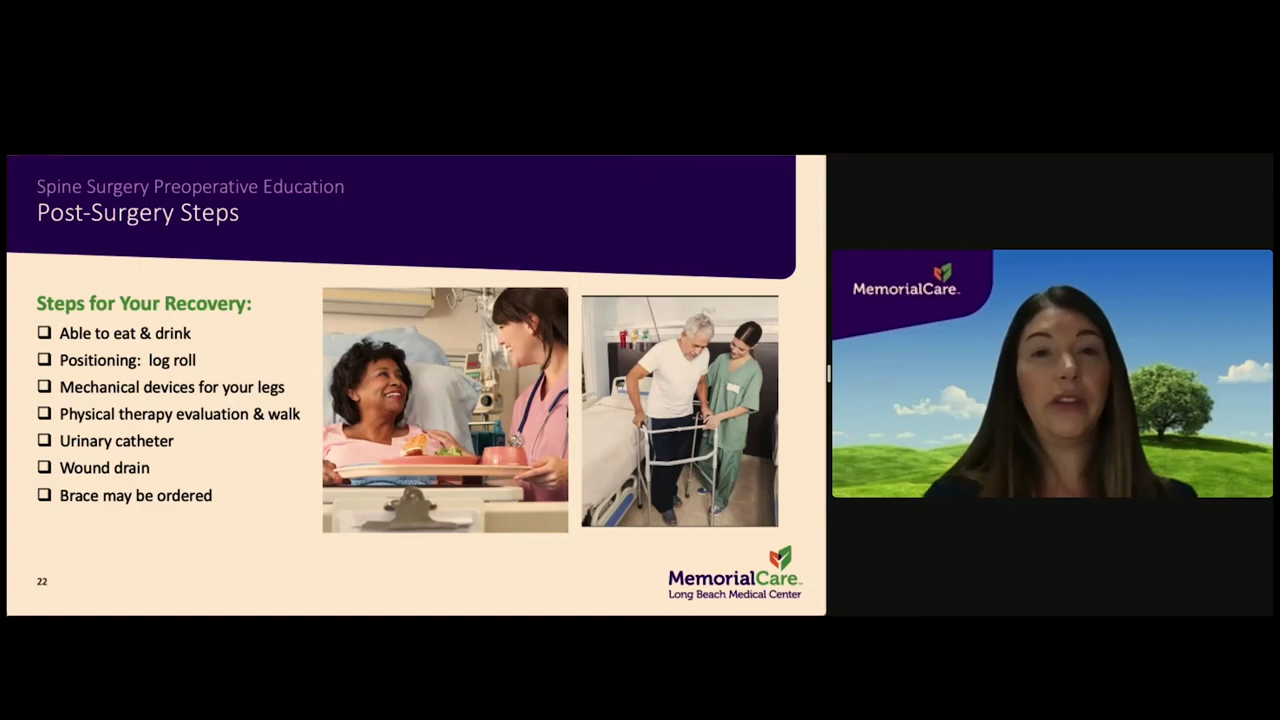 Spine Surgery Preoperative Education
Post-Surgery Steps
Steps for Your Recovery:
Able to eat & drink
Positioning: log roll
Mechanical devices for your legs
Physical therapy evaluation & walk
Urinary catheter
Wound drain
Brace may be ordered
22
MemorialCare™
Long Beach Medical Center
MemorialCare™